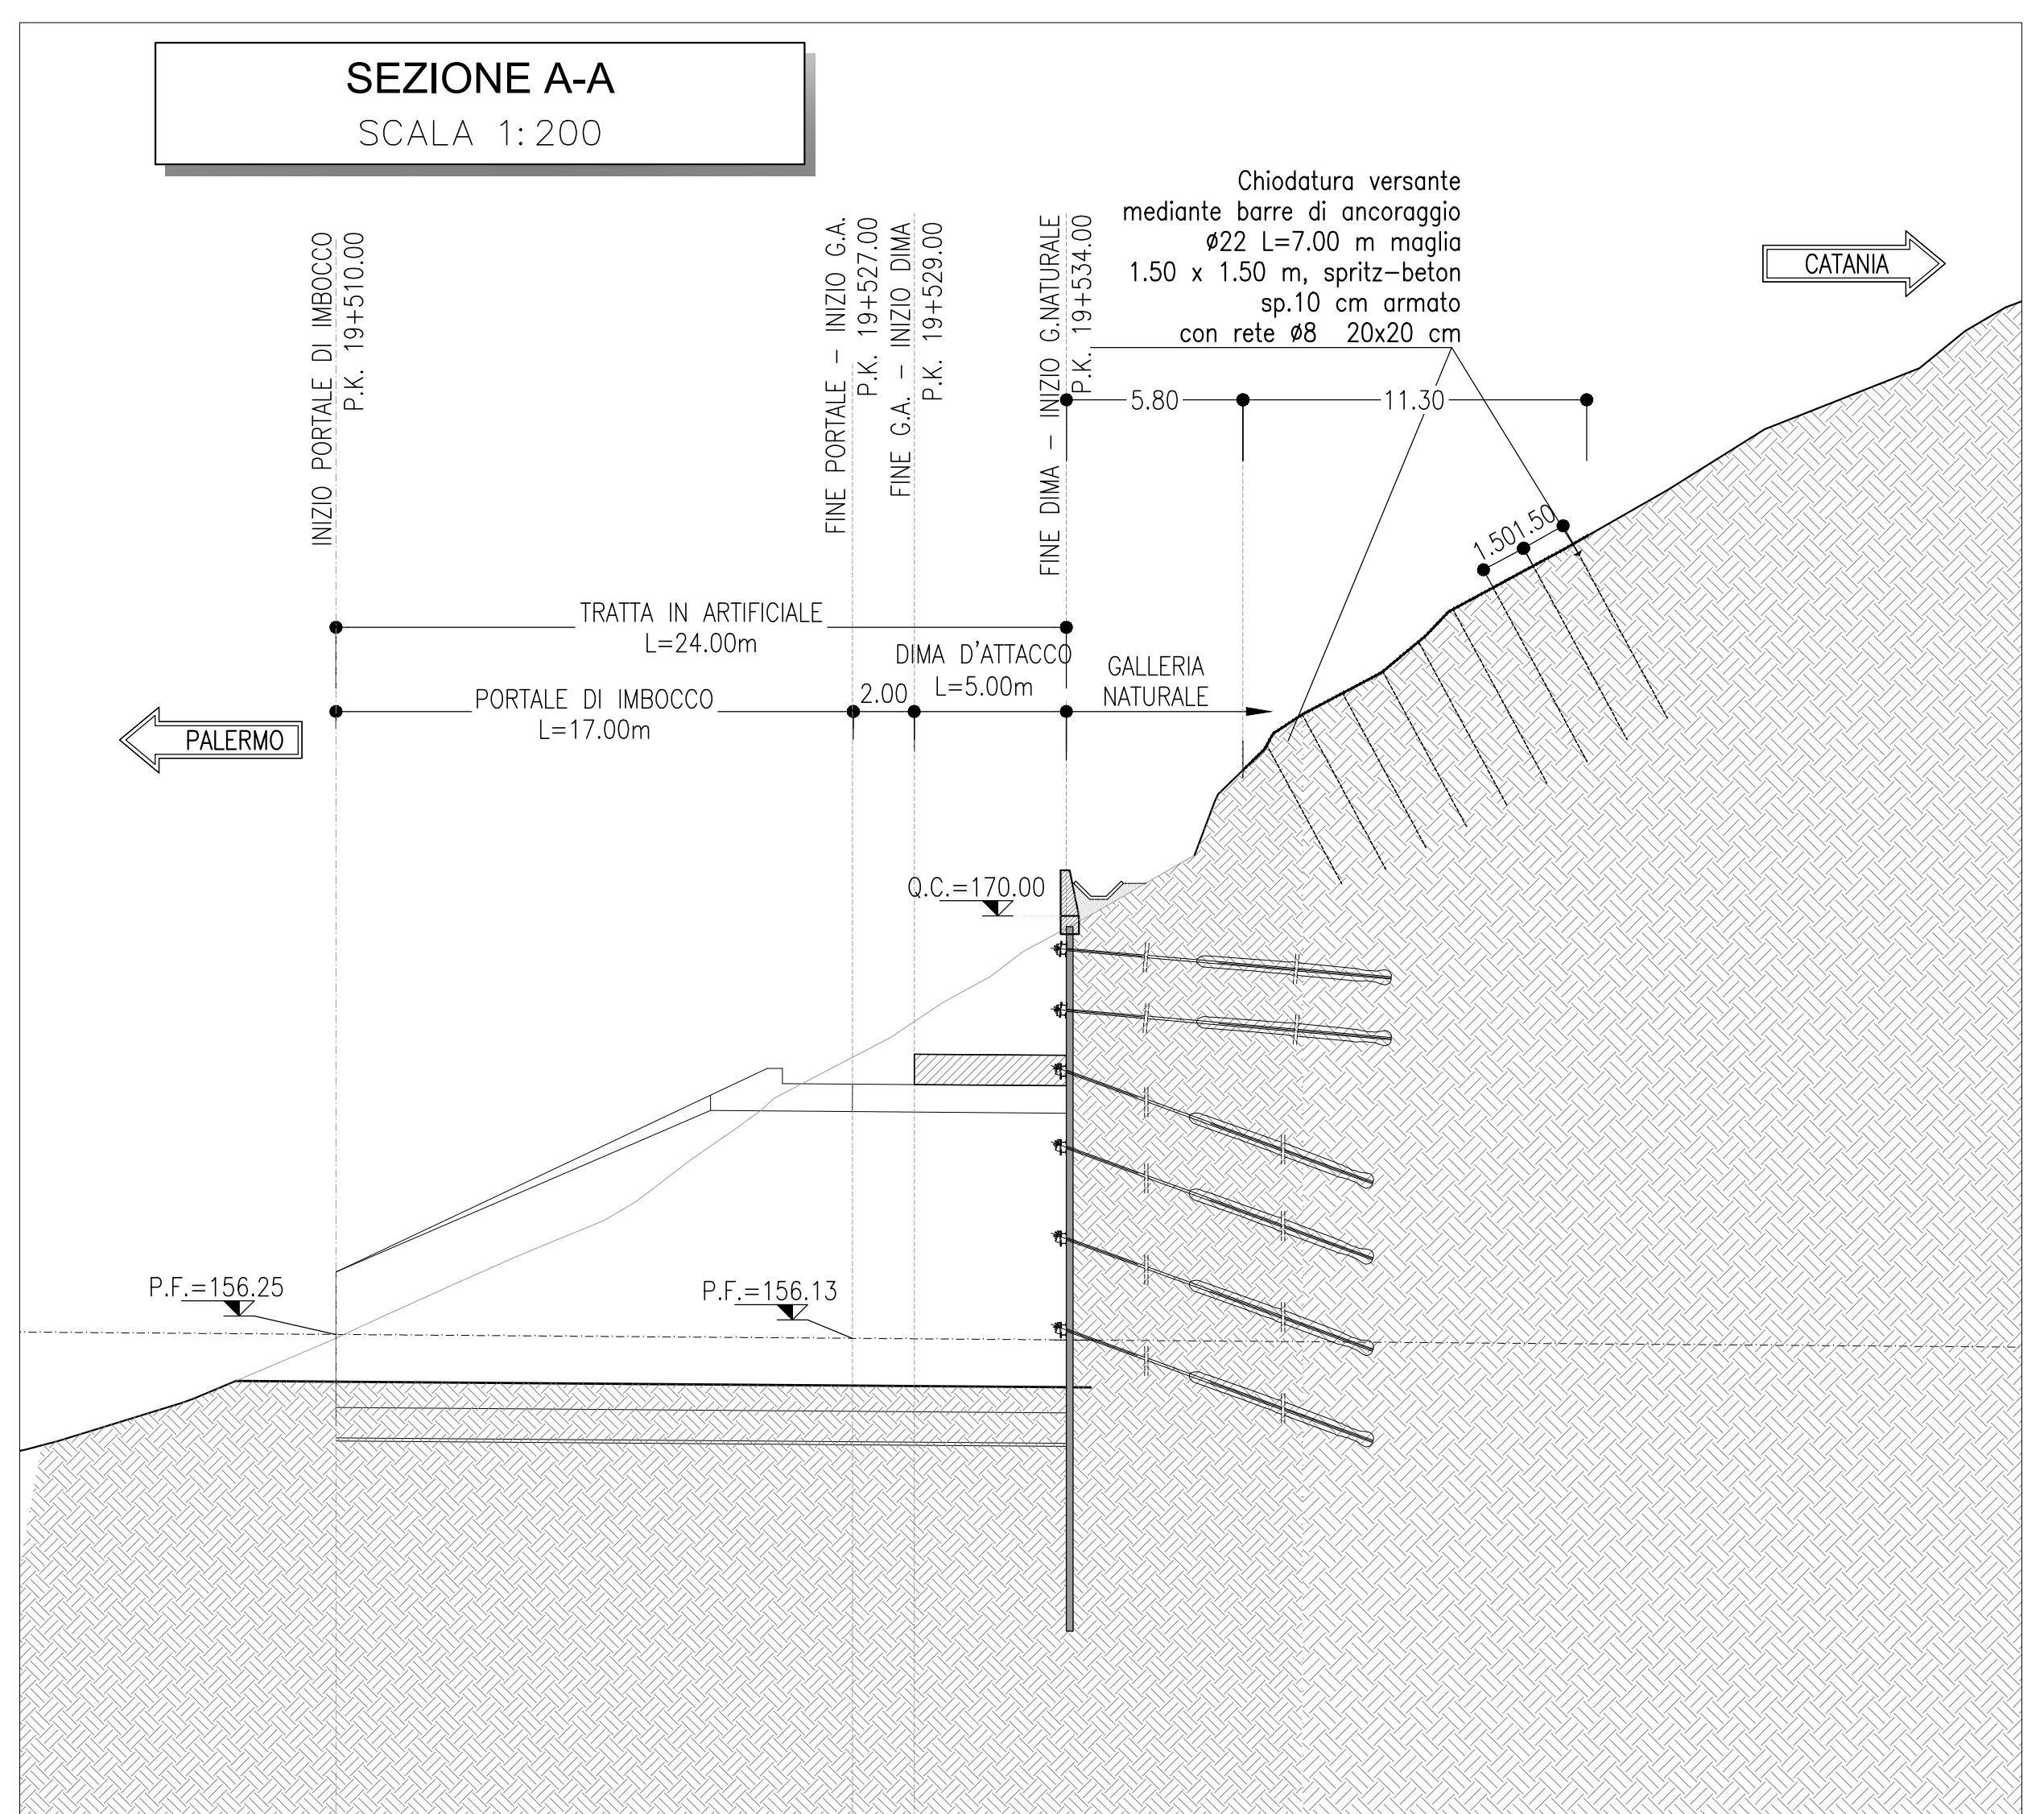 SEZIONE A-A
SCALA 1:200
Chiodatura versante
mediante barre di ancoraggio
ø22 L=7.00 m maglia
1.50 x 1.50 m, spritz-beton
sp.10 cm armato
con rete ø8 20x20 cm
CATANIA
INIZIO PORTALE DI IMBOCCO
P.K. 19+510.00
FINE PORTALE - INIZIO G.A.
P.K. 19+527.00
FINE G.A. - INIZIO DIMA
P.K. 19+529.00
FINE DIMA - INIZIO G.NATURALE
P.K. 19+534.00
5.80
11.30
1.50
1.50
TRATTA IN ARTIFICIALE
L=24.00m
DIMA D'ATTACCO
L=5.00m
GALLERIA
NATURALE
PORTALE DI IMBOCCO
L=17.00m
2.00
PALERMO
Q.C.=170.00
P.F.=156.25
P.F.=156.13